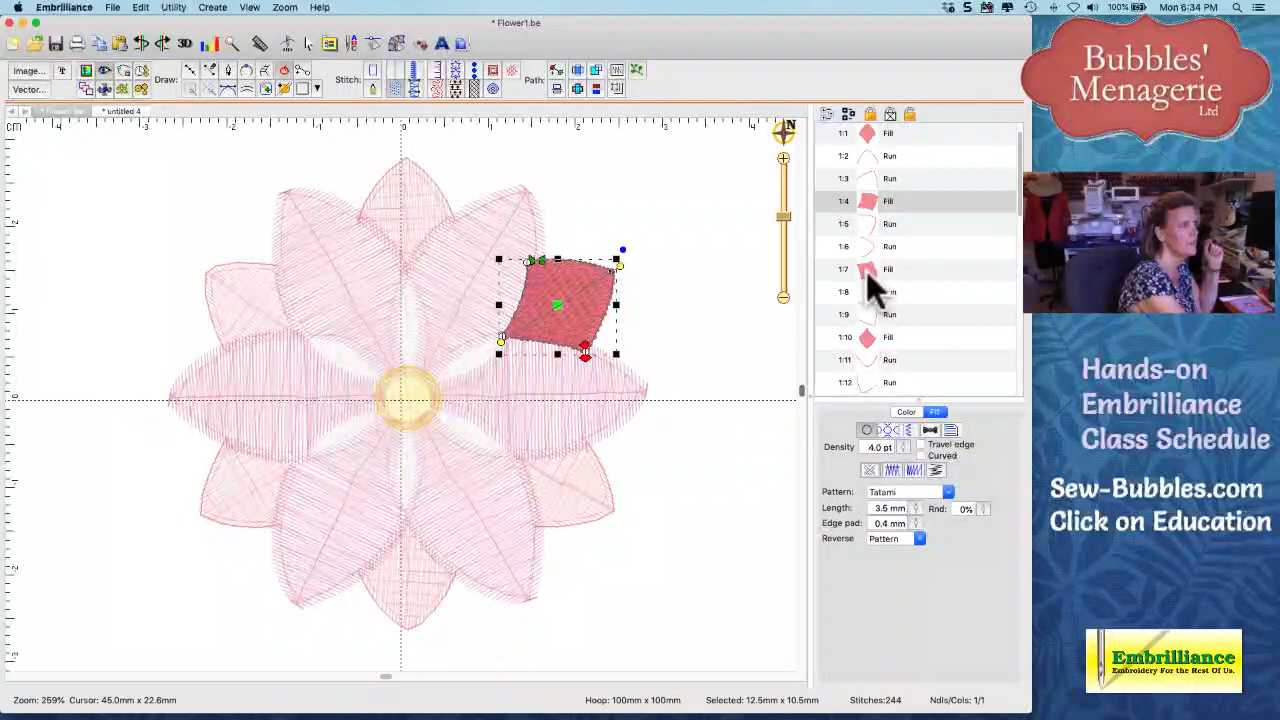 Embrilliance File Edit Utility Create View Zoom Help 100% Mon 6:34 PM
* Flower1.be
Image... Draw: Stitch: Path:
Vector...
* untitled 4
cm
N
1:1 Fill
1:2 Run
1:3 Run
1:4 Fill
1:5 Run
1:6 Run
1:7 Fill
1:8
1:9 Run
1:10 Fill
1:11 Run
1:12 Run
Color Fill
Density 4.0 pt Travel edge
Curved
Pattern: Tatami
Length: 3.5 mm Rnd: 0%
Edge pad: 0.4 mm
Reverse Pattern
Zoom: 259% Cursor: 45.0mm x 22.6mm Hoop: 100mm x 100mm Selected: 12.5mm x 10.5mm Stitches:244 Ndls/Cols: 1/1
Bubbles'
Menagerie
Ltd
Hands-on
Embrilliance
Class Schedule
Sew-Bubbles.com
Click on Education
Embrilliance
Embroidery For the Rest Of Us.